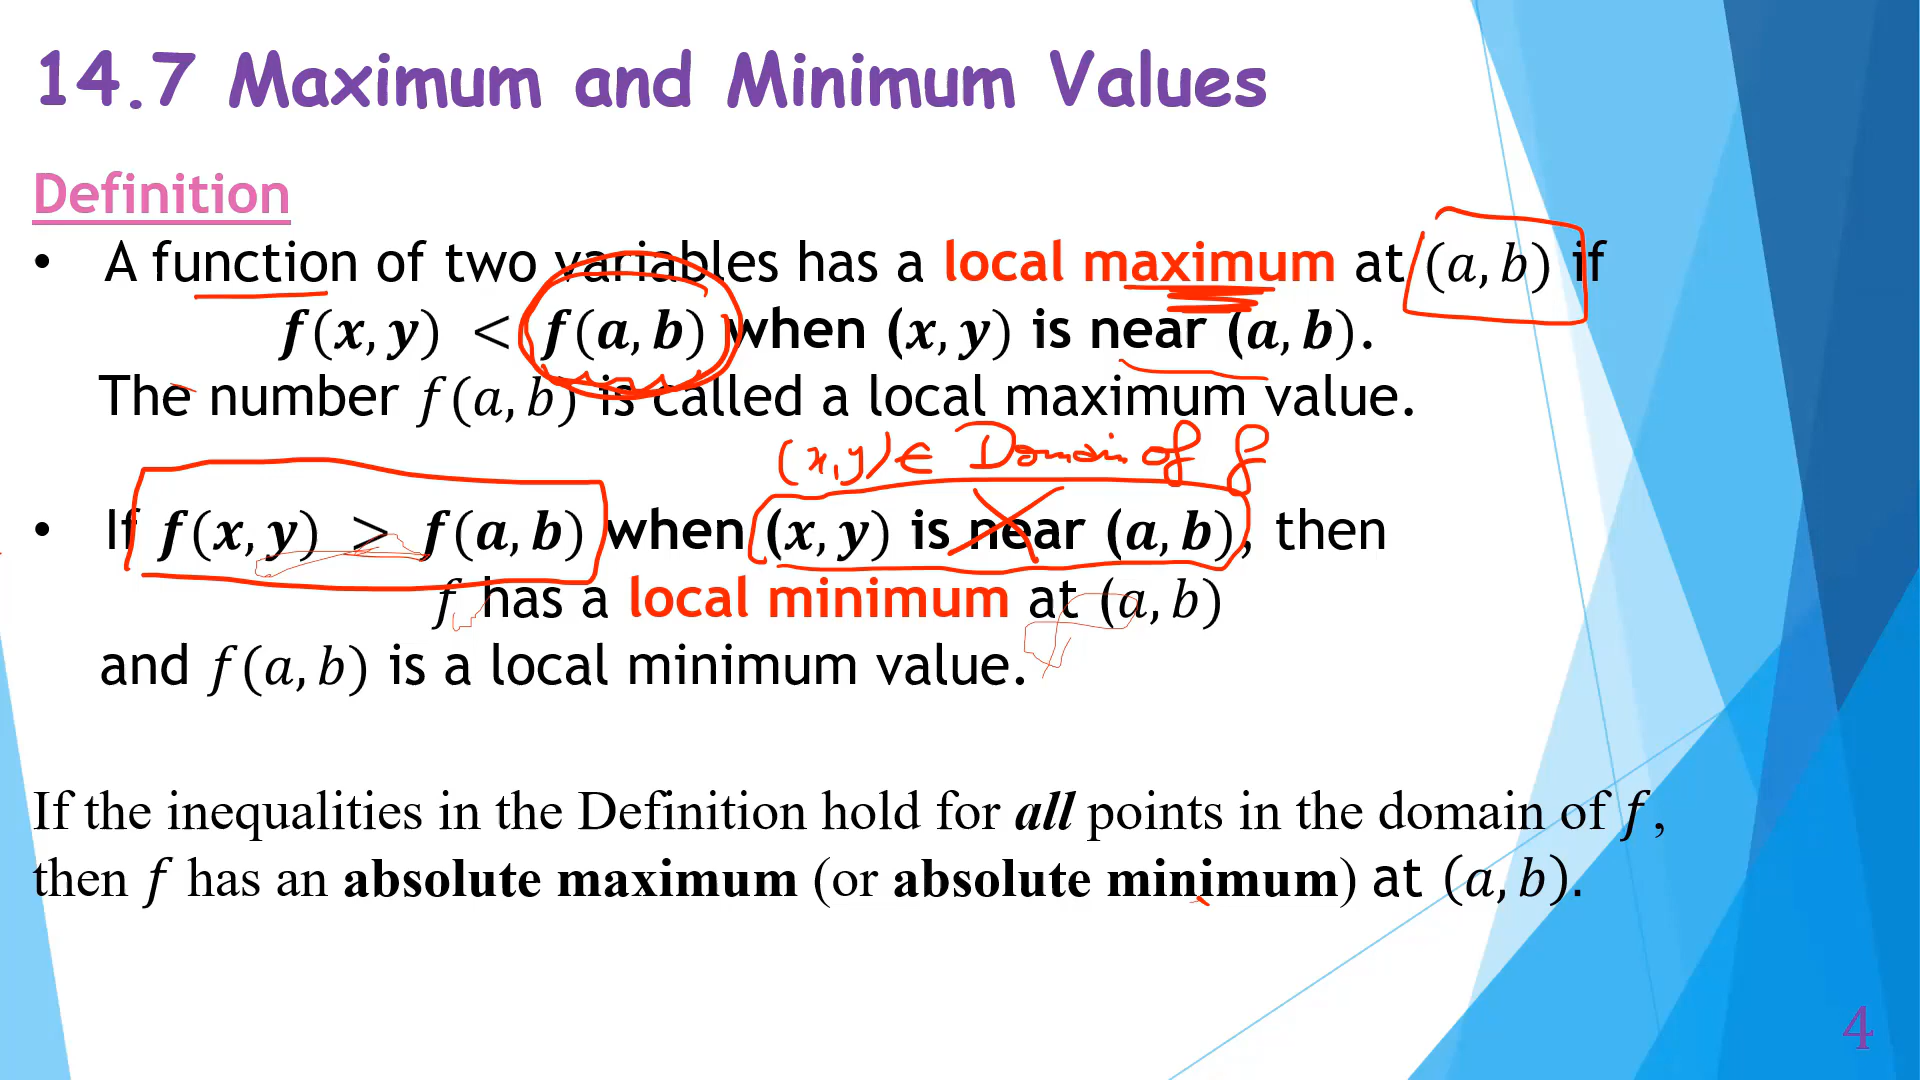 14.7 Maximum and Minimum Values
Definition
• A function of two variables has a local maximum at (a, b) if
f(x, y) < f(a, b) when (x, y) is near (a, b).
The number f(a, b) is called a local maximum value.
(x, y) ∈ Domain of f
• If f(x, y) > f(a, b) when (x, y) is near (a, b), then
f has a local minimum at (a, b)
and f(a, b) is a local minimum value.
If the inequalities in the Definition hold for all points in the domain of f,
then f has an absolute maximum (or absolute minimum) at (a, b).
4